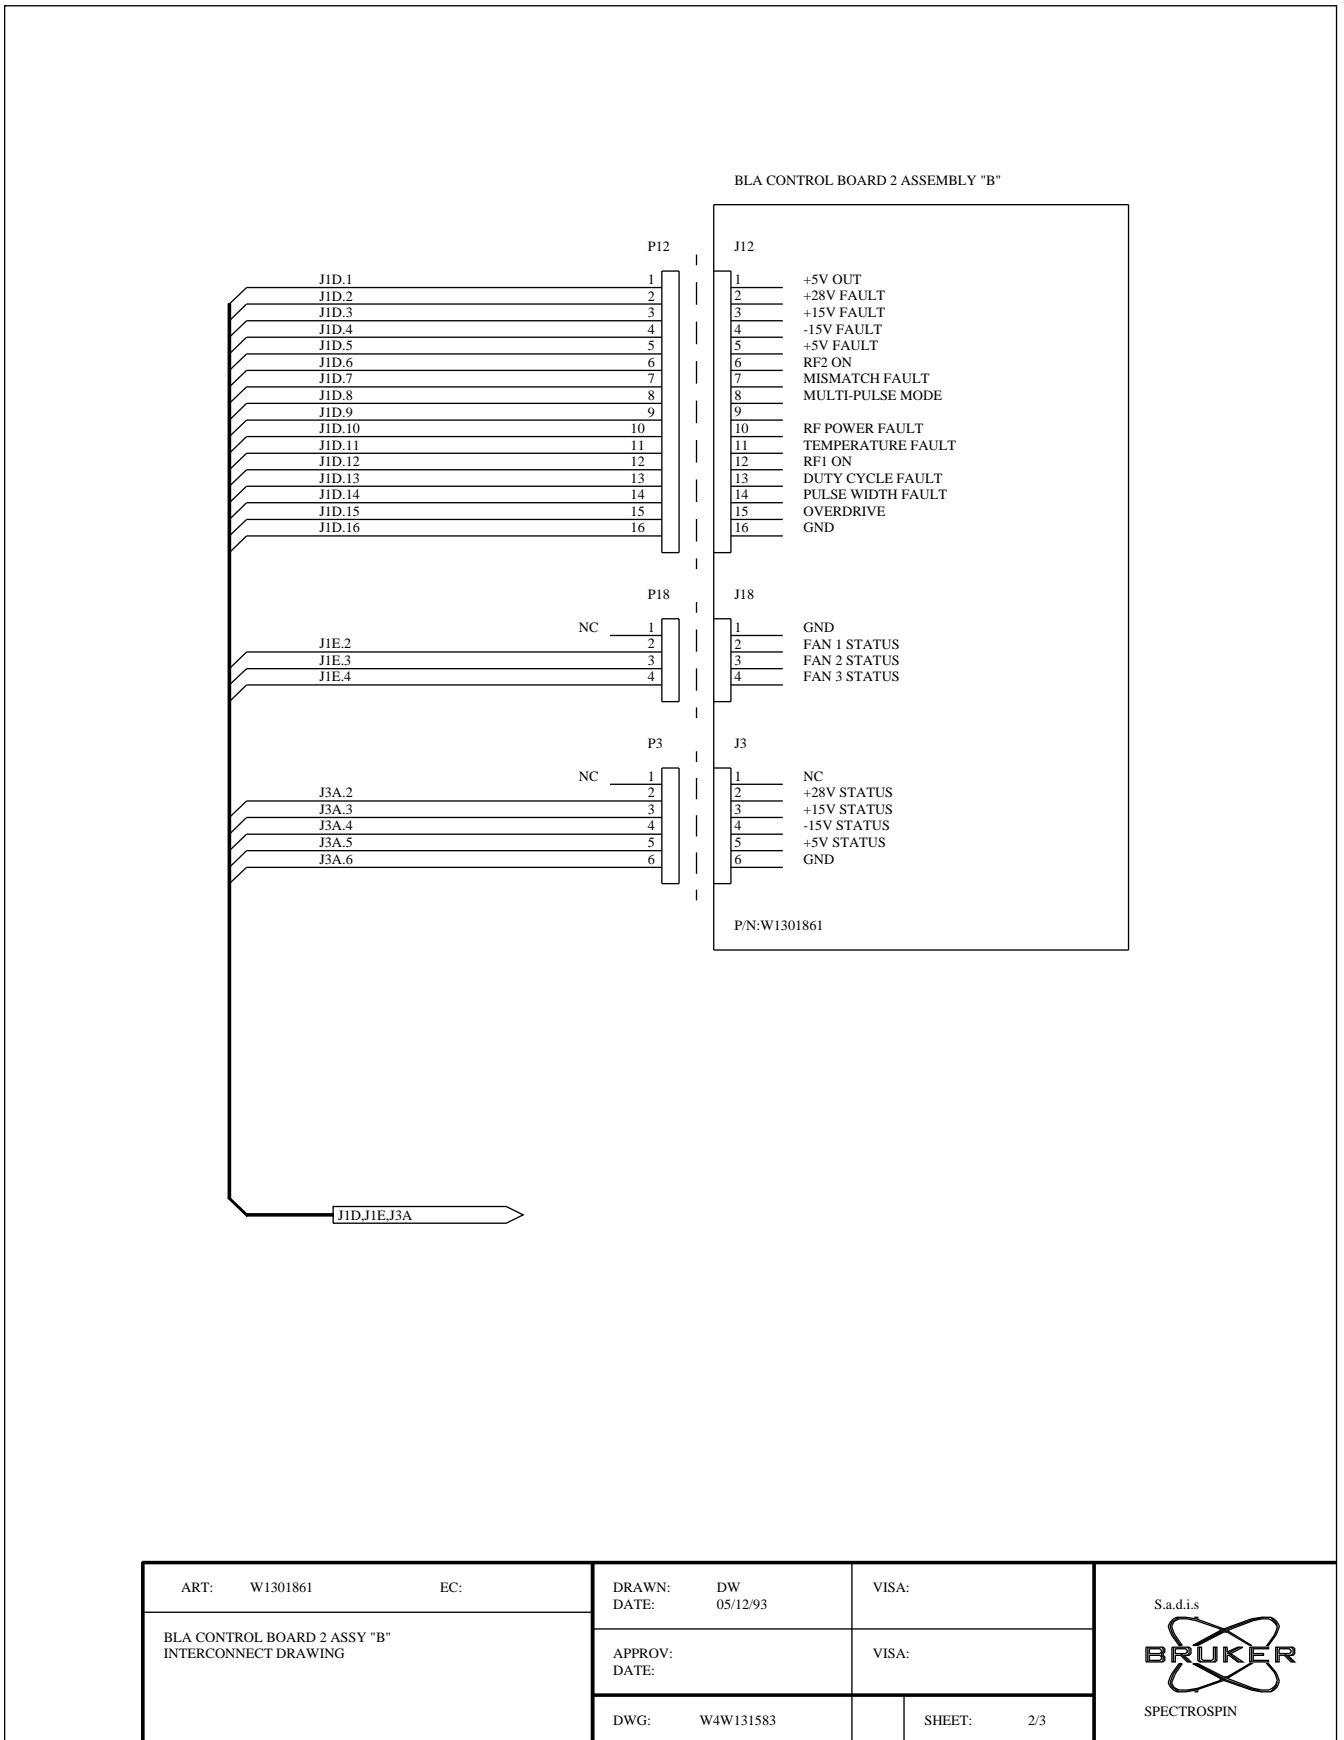 BLA CONTROL BOARD 2 ASSEMBLY "B"
P12 J12
J1D.1 1 1 +5V OUT
J1D.2 2 2 +28V FAULT
J1D.3 3 3 +15V FAULT
J1D.4 4 4 -15V FAULT
J1D.5 5 5 +5V FAULT
J1D.6 6 6 RF2 ON
J1D.7 7 7 MISMATCH FAULT
J1D.8 8 8 MULTI-PULSE MODE
J1D.9 9 9
J1D.10 10 10 RF POWER FAULT
J1D.11 11 11 TEMPERATURE FAULT
J1D.12 12 12 RF1 ON
J1D.13 13 13 DUTY CYCLE FAULT
J1D.14 14 14 PULSE WIDTH FAULT
J1D.15 15 15 OVERDRIVE
J1D.16 16 16 GND
P18 J18
NC 1 1 GND
J1E.2 2 2 FAN 1 STATUS
J1E.3 3 3 FAN 2 STATUS
J1E.4 4 4 FAN 3 STATUS
P3 J3
NC 1 1 NC
J3A.2 2 2 +28V STATUS
J3A.3 3 3 +15V STATUS
J3A.4 4 4 -15V STATUS
J3A.5 5 5 +5V STATUS
J3A.6 6 6 GND
P/N:W1301861
J1D,J1E,J3A
ART: W1301861 EC:
BLA CONTROL BOARD 2 ASSY "B"
INTERCONNECT DRAWING
DRAWN: DW
DATE: 05/12/93
VISA:
APPROV:
DATE:
VISA:
DWG: W4W131583
SHEET: 2/3
S.a.d.i.s
BRUKER
SPECTROSPIN